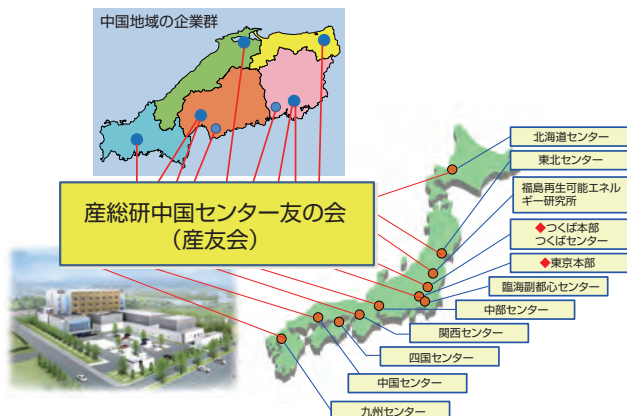 中国地域の企業群
産総研中国センター友の会
（産友会）
北海道センター
東北センター
福島再生可能エネル
ギー研究所
◆つくば本部
つくばセンター
◆東京本部
臨海副都心センター
中部センター
関西センター
四国センター
中国センター
九州センター